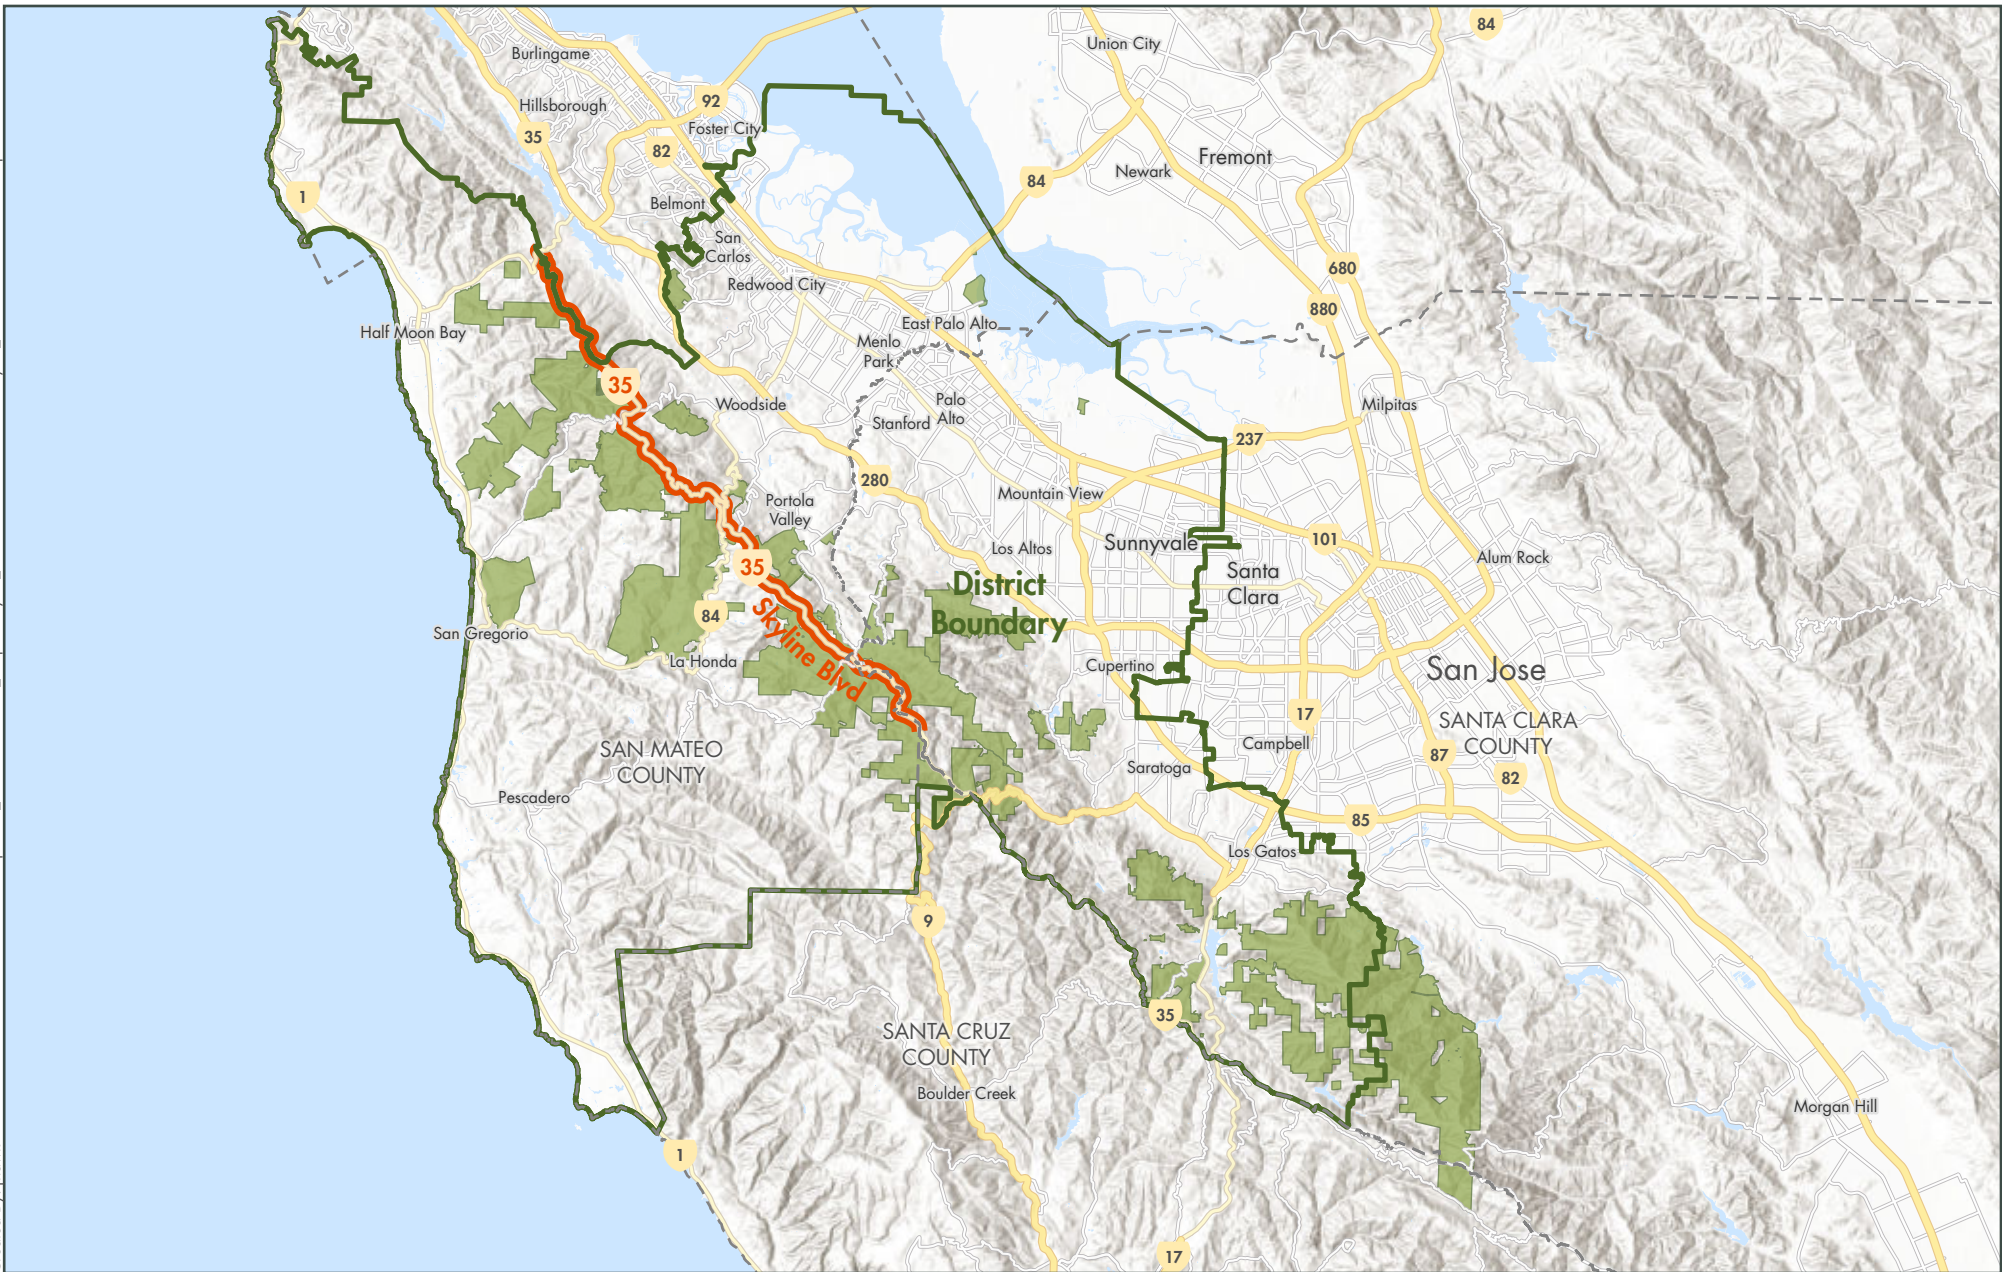 84
Union City
Burlingame
92
Hillsborough
Foster City
35
82
Fremont
Newark
84
1
Belmont
San
Carlos
680
Redwood City
880
East Palo Alto
Half Moon Bay
Menlo
Park
35
Woodside
Palo
Alto
Stanford
Milpitas
237
280
Mountain View
Portola
Valley
101
Sunnyvale
Los Altos
Alum Rock
35
Santa
Clara
District
Boundary
84
Skyline Blvd
San Gregorio
La Honda
Cupertino
San Jose
17
SANTA CLARA
COUNTY
SAN MATEO
COUNTY
Campbell
87
Saratoga
82
Pescadero
85
Los Gatos
9
35
SANTA CRUZ
COUNTY
Boulder Creek
Morgan Hill
1
17